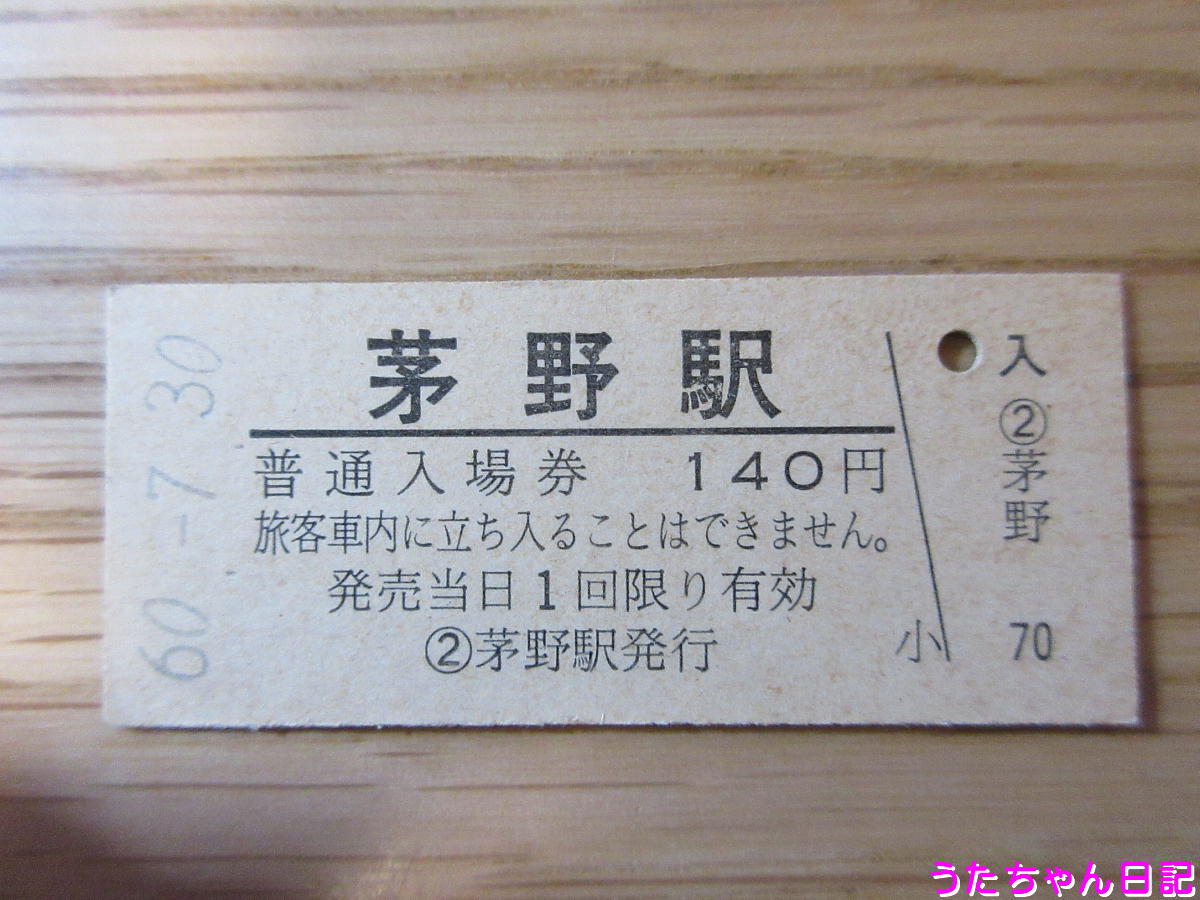 60-7 30
茅野駅
普通入場券 140円
旅客車内に立ち入ることはできません。
発売当日1回限り有効
②茅野駅発行
小
入
②茅野
70
うたちゃん日記